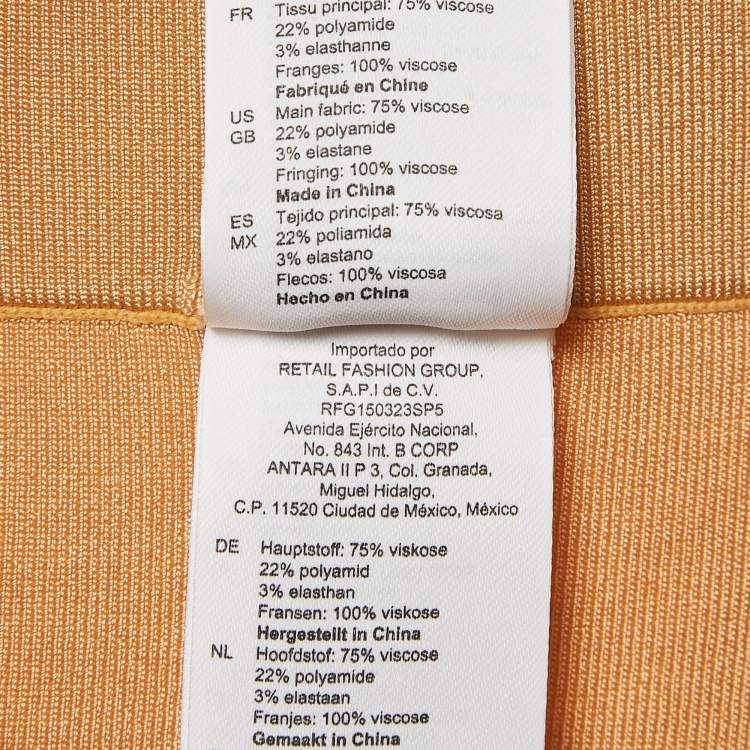 FR Tissu principal: 75% viscose
22% polyamide
3% elasthanne
Franges: 100% viscose
Fabriqué en Chine
US Main fabric: 75% viscose
GB 22% polyamide
3% elastane
Fringing: 100% viscose
Made in China
ES Tejido principal: 75% viscosa
MX 22% poliamida
3% elastano
Flecos: 100% viscosa
Hecho en China
Importado por
RETAIL FASHION GROUP,
S.A.P.I de C.V.
RFG150323SP5
Avenida Ejército Nacional,
No. 843 Int. B CORP
ANTARA II P 3, Col. Granada,
Miguel Hidalgo,
C.P. 11520 Ciudad de México, México
DE Hauptstoff: 75% viskose
22% polyamid
3% elasthan
Fransen: 100% viskose
Hergestellt in China
NL Hoofdstof: 75% viscose
22% polyamide
3% elastaan
Franjes: 100% viscose
Gemaakt in China